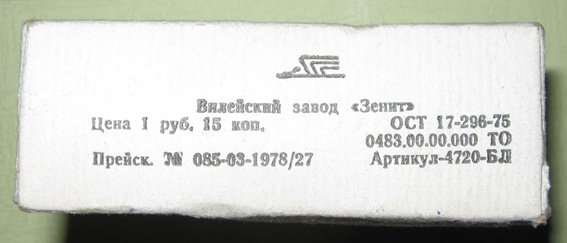 Вилейский завод «Зенит»
Цена 1 руб. 15 коп. ОСТ 17-296-75
0483.00.00.000 ТО
Прейск. № 085-03-1978/27 Артикул-4720-БЛ